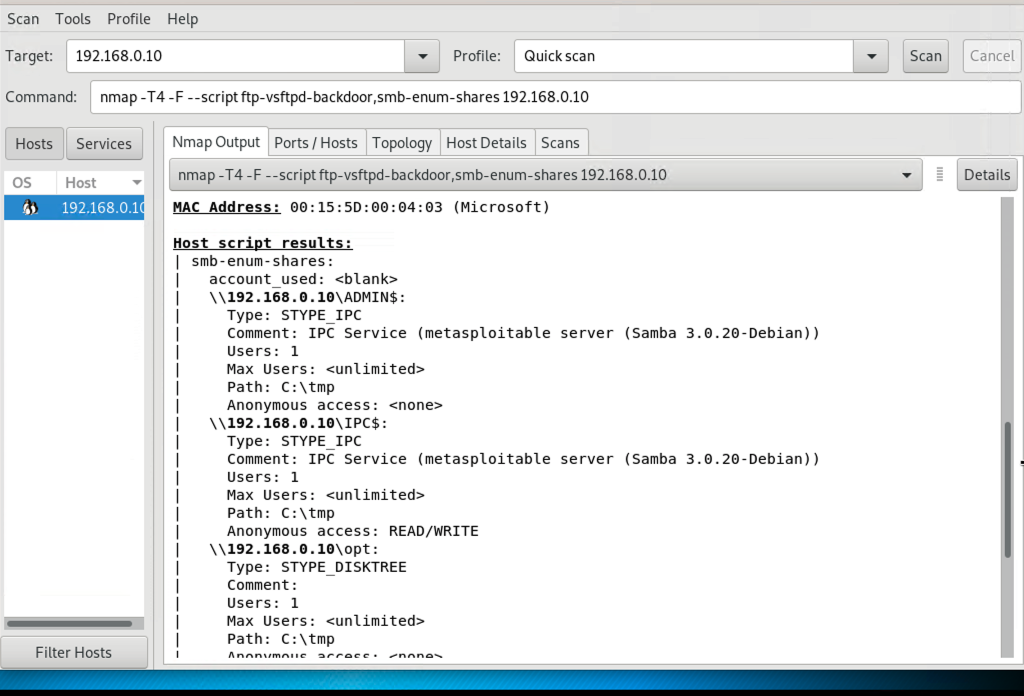 Scan Tools Profile Help
Target: 192.168.0.10 Profile: Quick scan Scan Cancel
Command: nmap -T4 -F --script ftp-vsftpd-backdoor,smb-enum-shares 192.168.0.10
Hosts Services
Nmap Output Ports / Hosts Topology Host Details Scans
OS Host
192.168.0.10
nmap -T4 -F --script ftp-vsftpd-backdoor,smb-enum-shares 192.168.0.10 Details
MAC Address: 00:15:5D:00:04:03 (Microsoft)
Host script results:
| smb-enum-shares:
|   account_used: <blank>
|   \\192.168.0.10\ADMIN$:
|     Type: STYPE_IPC
|     Comment: IPC Service (metasploitable server (Samba 3.0.20-Debian))
|     Users: 1
|     Max Users: <unlimited>
|     Path: C:\tmp
|     Anonymous access: <none>
|   \\192.168.0.10\IPC$:
|     Type: STYPE_IPC
|     Comment: IPC Service (metasploitable server (Samba 3.0.20-Debian))
|     Users: 1
|     Max Users: <unlimited>
|     Path: C:\tmp
|     Anonymous access: READ/WRITE
|   \\192.168.0.10\opt:
|     Type: STYPE_DISKTREE
|     Comment:
|     Users: 1
|     Max Users: <unlimited>
|     Path: C:\tmp
|     Anonymous access: <none>
Filter Hosts